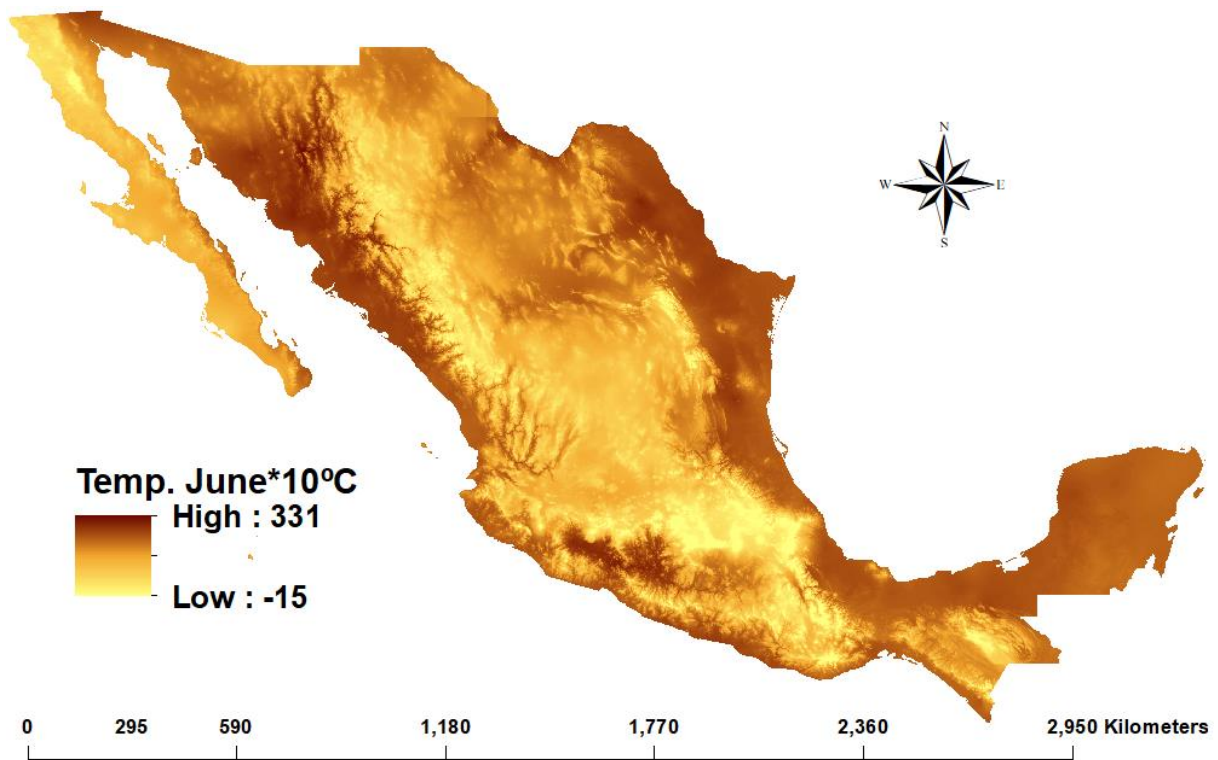 N
W E
S
Temp. June*10ºC
High : 331
Low : -15
0 295 590 1,180 1,770 2,360 2,950 Kilometers